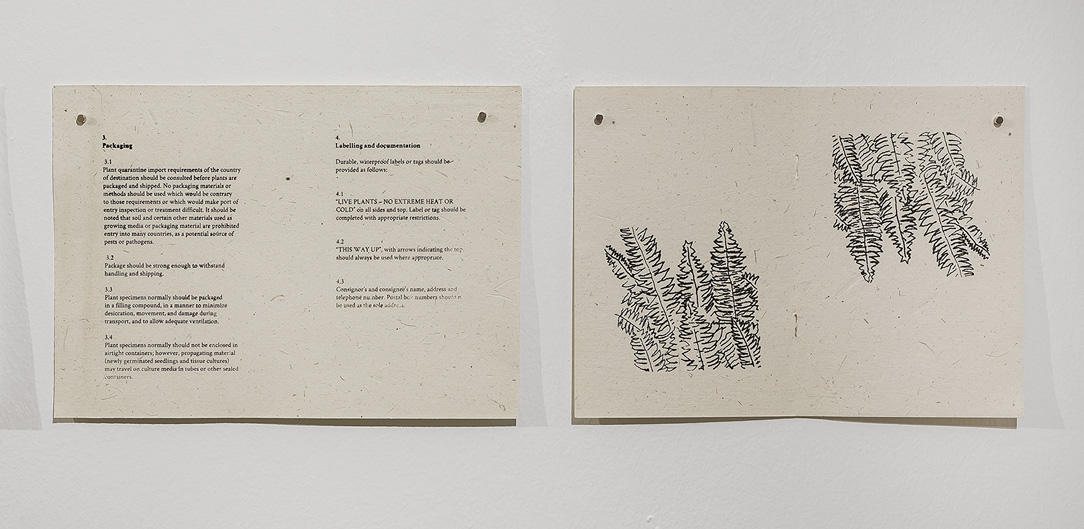 3.
Packaging
3.1
Plant quarantine import requirements of the country
of destination should be consulted before plants are
packaged and shipped. No packaging materials or
methods should be used which would be contrary
to those requirements or which would make port of
entry inspection or treatment difficult. It should be
noted that soil and certain other materials used as
growing media or packaging material are prohibited
entry into many countries, as a potential source of
pests or pathogens.
3.2
Package should be strong enough to withstand
handling and shipping.
3.3
Plant specimens normally should be packaged
in a filling compound, in a manner to minimize
desiccation, movement, and damage during
transport, and to allow adequate ventilation.
3.4
Plant specimens normally should not be enclosed in
airtight containers; however, propagating material
(newly germinated seedlings and tissue cultures)
may travel on culture media in tubes or other sealed
containers.
4.
Labelling and documentation
Durable, waterproof labels or tags should be
provided as follows:
4.1
"LIVE PLANTS – NO EXTREME HEAT OR
COLD" on all sides and top. Label or tag should be
completed with appropriate restrictions.
4.2
"THIS WAY UP", with arrows indicating the top,
should always be used where appropriate.
4.3
Consignor's and consignee's name, address and
telephone number. Postal box numbers should n
be used as the sole address.